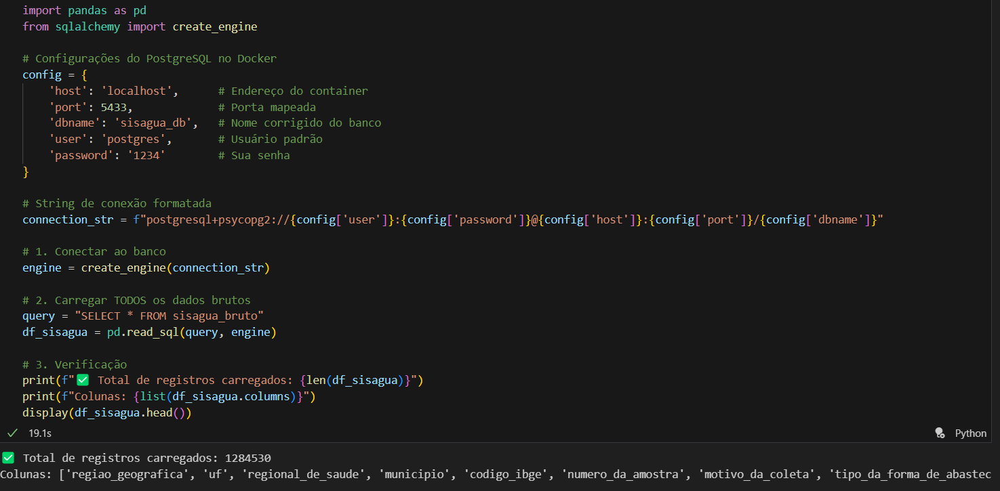 import pandas as pd
from sqlalchemy import create_engine
# Configurações do PostgreSQL no Docker
config = {
    'host': 'localhost',      # Endereço do container
    'port': 5433,             # Porta mapeada
    'dbname': 'sisagua_db',   # Nome corrigido do banco
    'user': 'postgres',       # Usuário padrão
    'password': '1234'        # Sua senha
}
# String de conexão formatada
connection_str = f"postgresql+psycopg2://{config['user']}:{config['password']}@{config['host']}:{config['port']}/{config['dbname']}"
# 1. Conectar ao banco
engine = create_engine(connection_str)
# 2. Carregar TODOS os dados brutos
query = "SELECT * FROM sisagua_bruto"
df_sisagua = pd.read_sql(query, engine)
# 3. Verificação
print(f"✅ Total de registros carregados: {len(df_sisagua)}")
print(f"Colunas: {list(df_sisagua.columns)}")
display(df_sisagua.head())
✓ 19.1s Python
✅ Total de registros carregados: 1284530
Colunas: ['regiao_geografica', 'uf', 'regional_de_saude', 'municipio', 'codigo_ibge', 'numero_da_amostra', 'motivo_da_coleta', 'tipo_da_forma_de_abastec